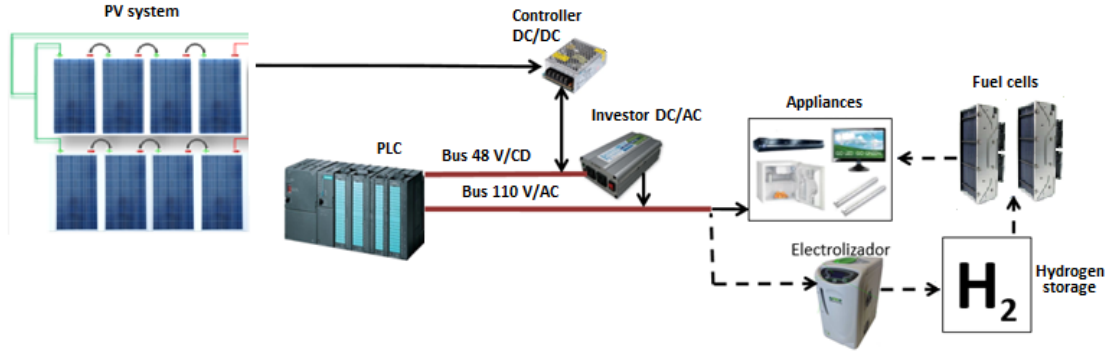 PV system
Controller
DC/DC
Investor DC/AC
Appliances
Fuel cells
PLC
Bus 48 V/CD
Bus 110 V/AC
Electrolizador
H2
Hydrogen
storage